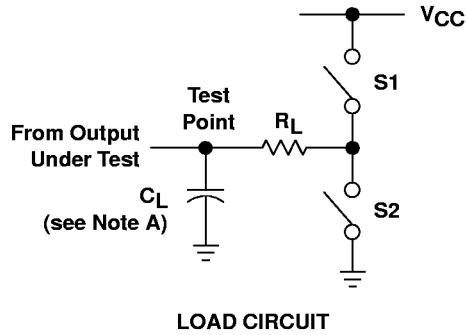 VCC
S1
Test
Point
RL
From Output
Under Test
CL
(see Note A)
S2
LOAD CIRCUIT